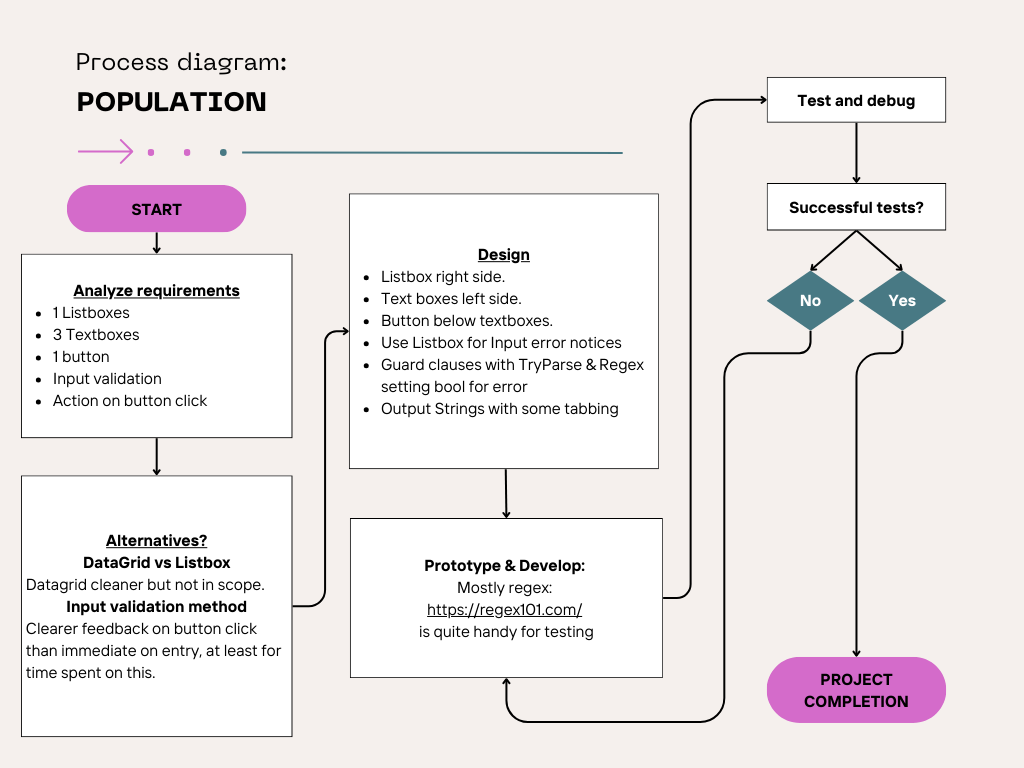 Process diagram:
POPULATION
START
Analyze requirements
• 1 Listboxes
• 3 Textboxes
• 1 button
• Input validation
• Action on button click
Alternatives?
DataGrid vs Listbox
Datagrid cleaner but not in scope.
Input validation method
Clearer feedback on button click
than immediate on entry, at least for
time spent on this.
Design
• Listbox right side.
• Text boxes left side.
• Button below textboxes.
• Use Listbox for Input error notices
• Guard clauses with TryParse & Regex
setting bool for error
• Output Strings with some tabbing
Prototype & Develop:
Mostly regex:
https://regex101.com/
is quite handy for testing
Test and debug
Successful tests?
No
Yes
PROJECT
COMPLETION